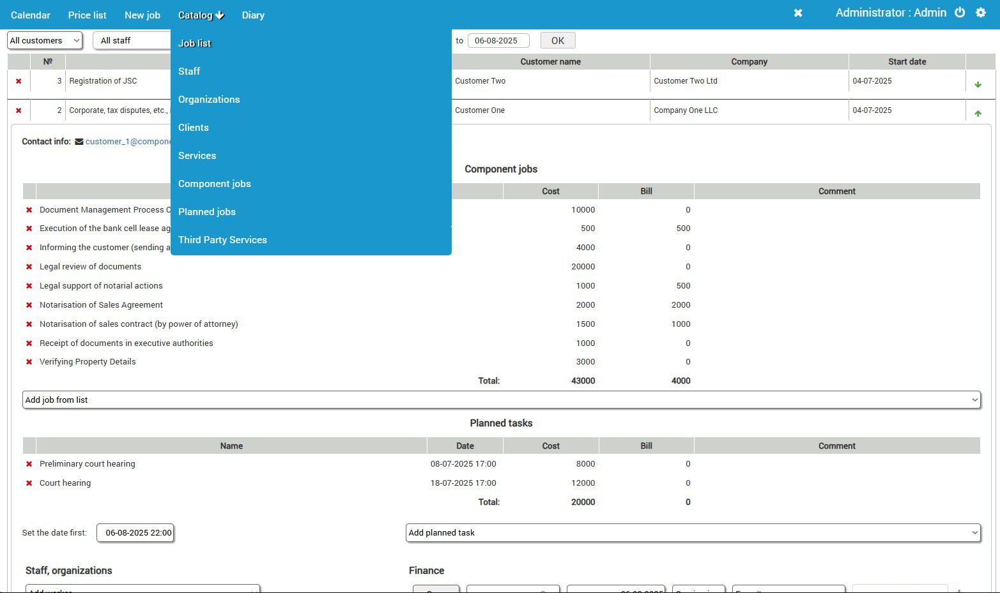 Calendar Price list New job Catalog Diary Administrator : Admin
All customers All staff to 06-08-2025 OK
Job list
Staff
Organizations
Clients
Services
Component jobs
Planned jobs
Third Party Services
№ Customer name Company Start date
3 Registration of JSC Customer Two Customer Two Ltd 04-07-2025
2 Corporate, tax disputes, etc., Customer One Company One LLC 04-07-2025
Contact info: customer_1@compone
Component jobs
Cost Bill Comment
Document Management Process C 10000 0
Execution of the bank cell lease ag 500 500
Informing the customer (sending a 4000 0
Legal review of documents 20000 0
Legal support of notarial actions 1000 500
Notarisation of Sales Agreement 2000 2000
Notarisation of sales contract (by power of attorney) 1500 1000
Receipt of documents in executive authorities 1000 0
Verifying Property Details 3000 0
Total: 43000 4000
Add job from list
Planned tasks
Name Date Cost Bill Comment
Preliminary court hearing 08-07-2025 17:00 8000 0
Court hearing 18-07-2025 17:00 12000 0
Total: 20000 0
Set the date first: 06-08-2025 22:00 Add planned task
Staff, organizations Finance
Add worker 06-08-2025